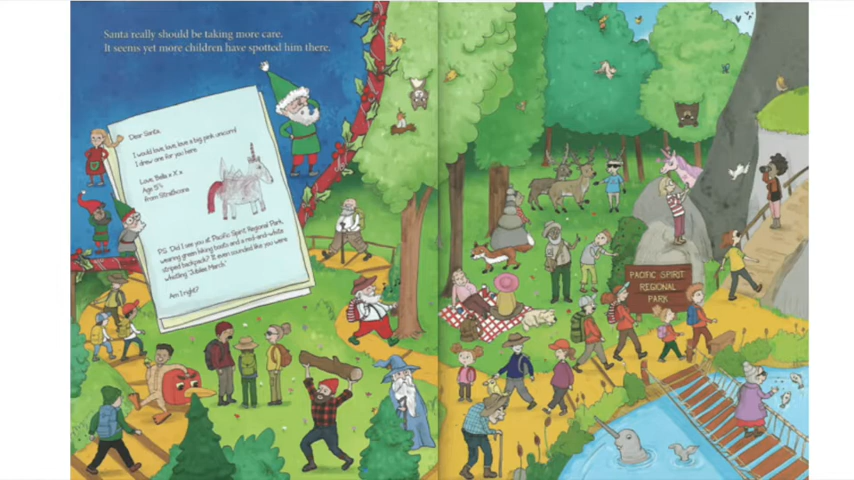 Santa really should be taking more care.
It seems yet more children have spotted him there.
Dear Santa,
I would love, love, love a big pink unicorn!
I drew one for you here.
Love, Bella x X x
Age 5¾
from Strathcona
P.S. Did I see you at Pacific Spirit Regional Park,
wearing green hiking boots and a red-and-white
striped backpack? It even sounded like you were
whistling "Jubilee March"
Am I right?
PACIFIC SPIRIT
REGIONAL
PARK